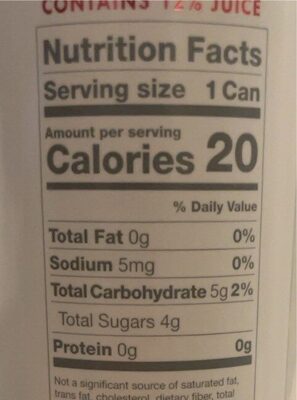 CONTAINS 12% JUICE
Nutrition Facts
Serving size 1 Can
Amount per serving
Calories 20
% Daily Value
Total Fat 0g 0%
Sodium 5mg 0%
Total Carbohydrate 5g 2%
Total Sugars 4g
Protein 0g 0g
Not a significant source of saturated fat,
trans fat, cholesterol, dietary fiber, total